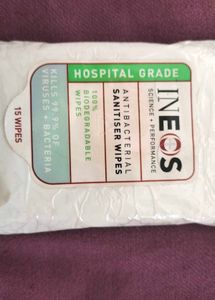 HOSPITAL GRADE
INEOS
SCIENCE + PERFORMANCE
ANTIBACTERIAL
SANITISER WIPES
100%
BIODEGRADABLE
WIPES
KILLS 99.9% OF
VIRUSES + BACTERIA
15 WIPES